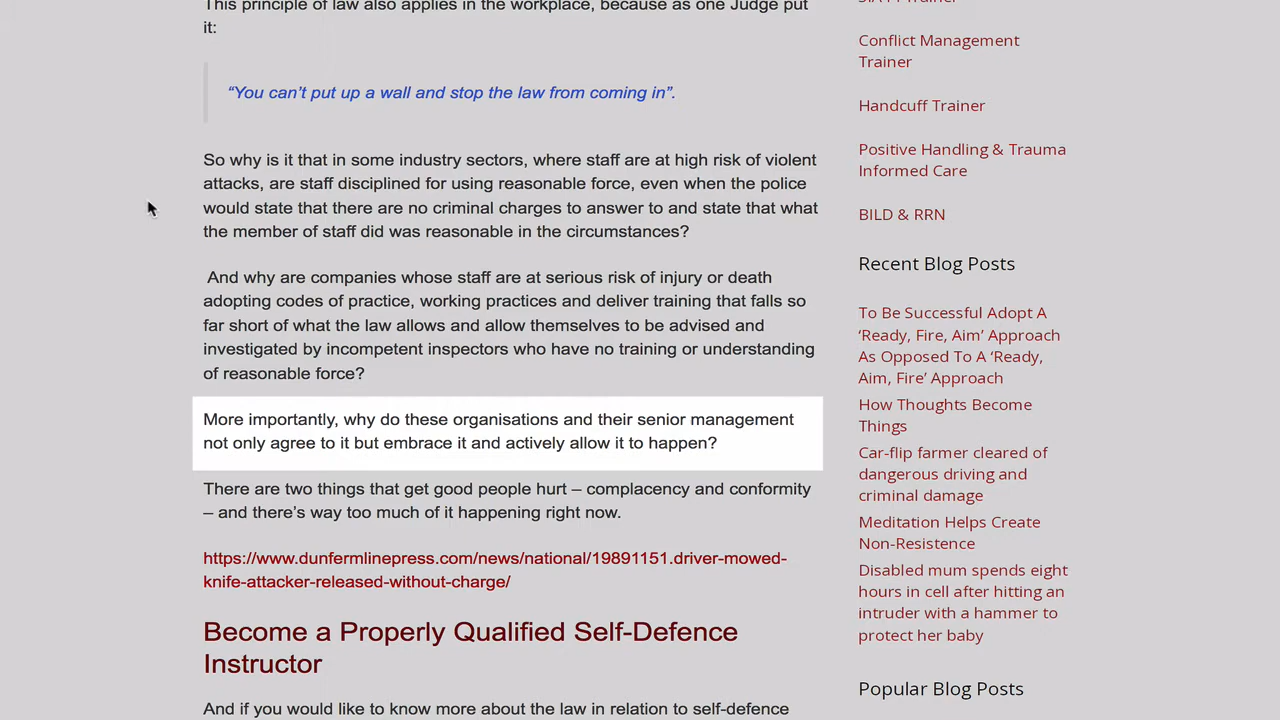 This principle of law also applies in the workplace, because as one Judge put
it:
“You can’t put up a wall and stop the law from coming in”.
So why is it that in some industry sectors, where staff are at high risk of violent
attacks, are staff disciplined for using reasonable force, even when the police
would state that there are no criminal charges to answer to and state that what
the member of staff did was reasonable in the circumstances?
And why are companies whose staff are at serious risk of injury or death
adopting codes of practice, working practices and deliver training that falls so
far short of what the law allows and allow themselves to be advised and
investigated by incompetent inspectors who have no training or understanding
of reasonable force?
More importantly, why do these organisations and their senior management
not only agree to it but embrace it and actively allow it to happen?
There are two things that get good people hurt – complacency and conformity
– and there’s way too much of it happening right now.
https://www.dunfermlinepress.com/news/national/19891151.driver-mowed-
knife-attacker-released-without-charge/
Become a Properly Qualified Self-Defence
Instructor
And if you would like to know more about the law in relation to self-defence
Conflict Management
Trainer
Handcuff Trainer
Positive Handling & Trauma
Informed Care
BILD & RRN
Recent Blog Posts
To Be Successful Adopt A
‘Ready, Fire, Aim’ Approach
As Opposed To A ‘Ready,
Aim, Fire’ Approach
How Thoughts Become
Things
Car-flip farmer cleared of
dangerous driving and
criminal damage
Meditation Helps Create
Non-Resistence
Disabled mum spends eight
hours in cell after hitting an
intruder with a hammer to
protect her baby
Popular Blog Posts